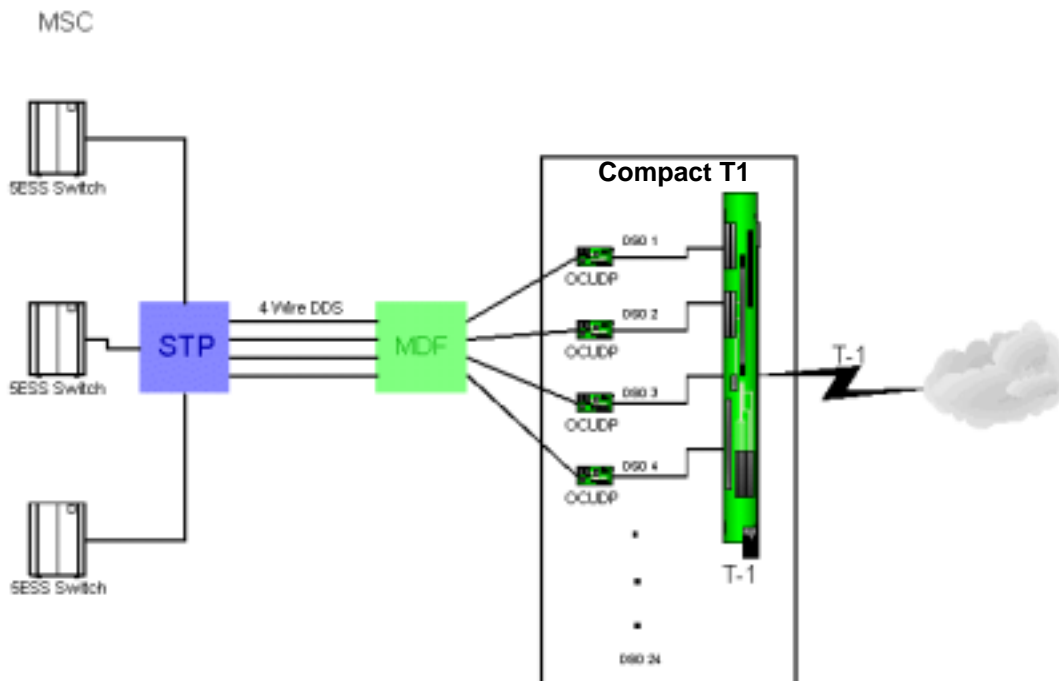 MSC
5ESS Switch
5ESS Switch
5ESS Switch
STP
4 Wire DDS
MDF
Compact T1
DS0 1
OCUDP
DS0 2
OCUDP
DS0 3
OCUDP
DS0 4
OCUDP
DS0 24
T-1
T-1